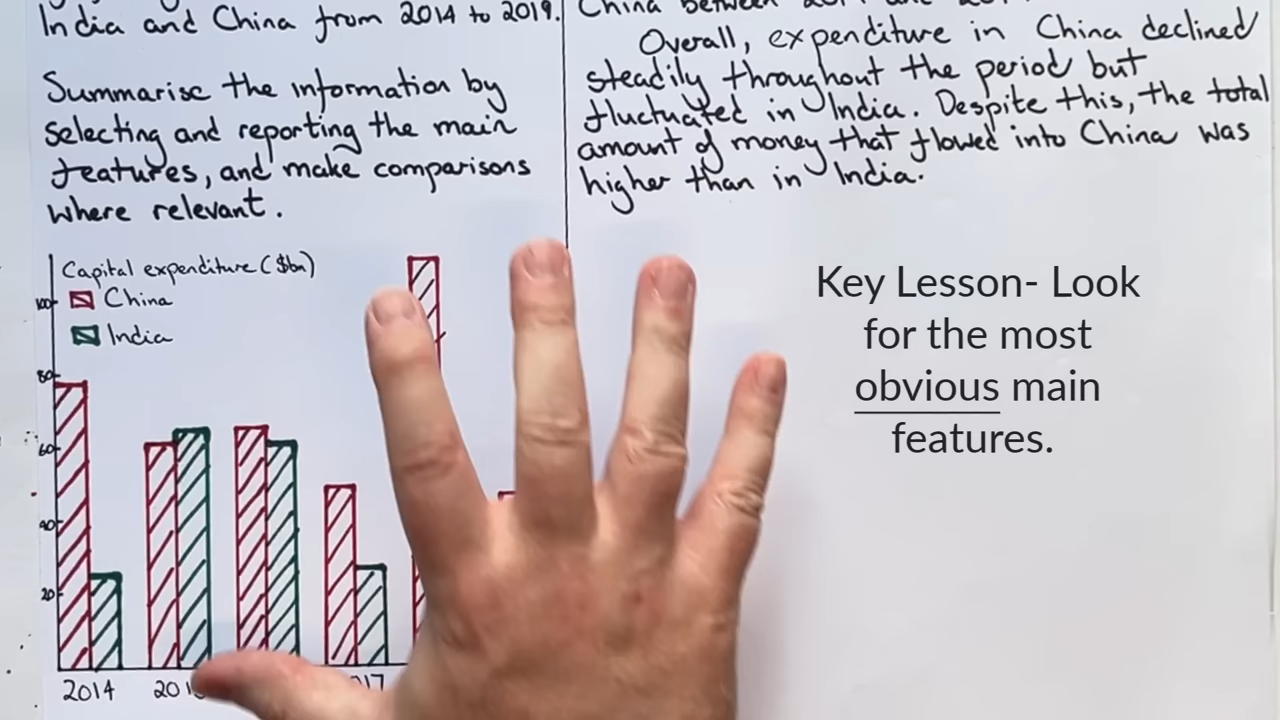 India and China from 2014 to 2019.
Summarise the information by
selecting and reporting the main
features, and make comparisons
where relevant.
China between
Overall, expenditure in China declined
steadily throughout the period but
fluctuated in India. Despite this, the total
amount of money that flowed into China was
higher than in India.
Key Lesson- Look
for the most
obvious main
features.
Capital expenditure ($bn)
China
India
100
80
60
40
20
2014